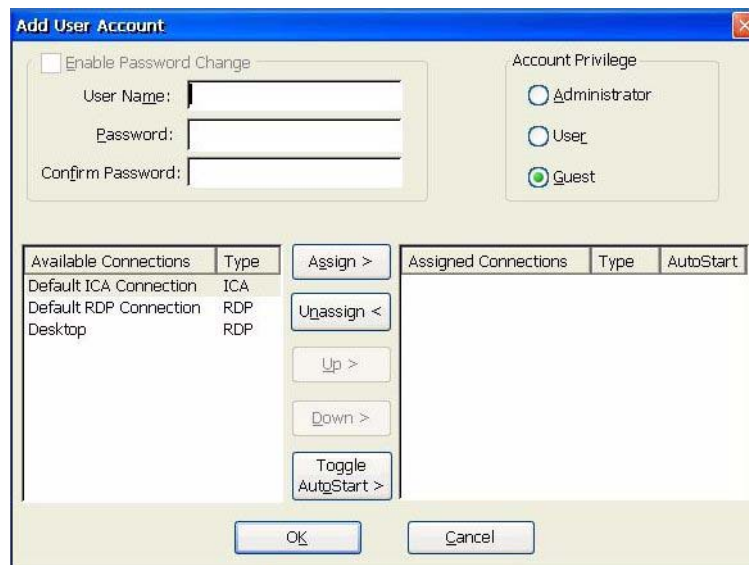 Add User Account
Enable Password Change
User Name:
Password:
Confirm Password:
Account Privilege
Administrator
User
Guest
Available Connections Type
Default ICA Connection ICA
Default RDP Connection RDP
Desktop RDP
Assign >
Unassign <
Up >
Down >
Toggle
AutoStart >
Assigned Connections Type AutoStart
OK
Cancel